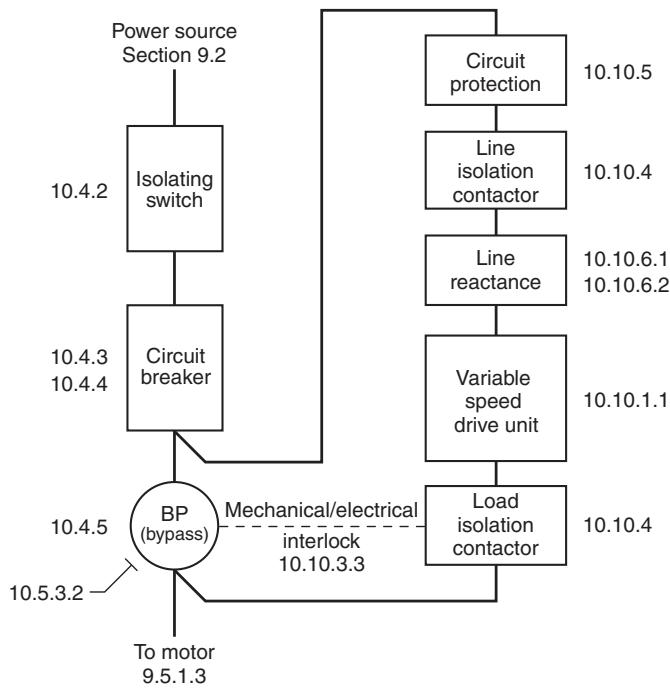 Power source
Section 9.2
10.4.2
Isolating
switch
10.4.3
10.4.4
Circuit
breaker
10.4.5
BP
(bypass)
10.5.3.2
To motor
9.5.1.3
Mechanical/electrical
interlock
10.10.3.3
Circuit
protection
10.10.5
Line
isolation
contactor
10.10.4
Line
reactance
10.10.6.1
10.10.6.2
Variable
speed
drive unit
10.10.1.1
Load
isolation
contactor
10.10.4